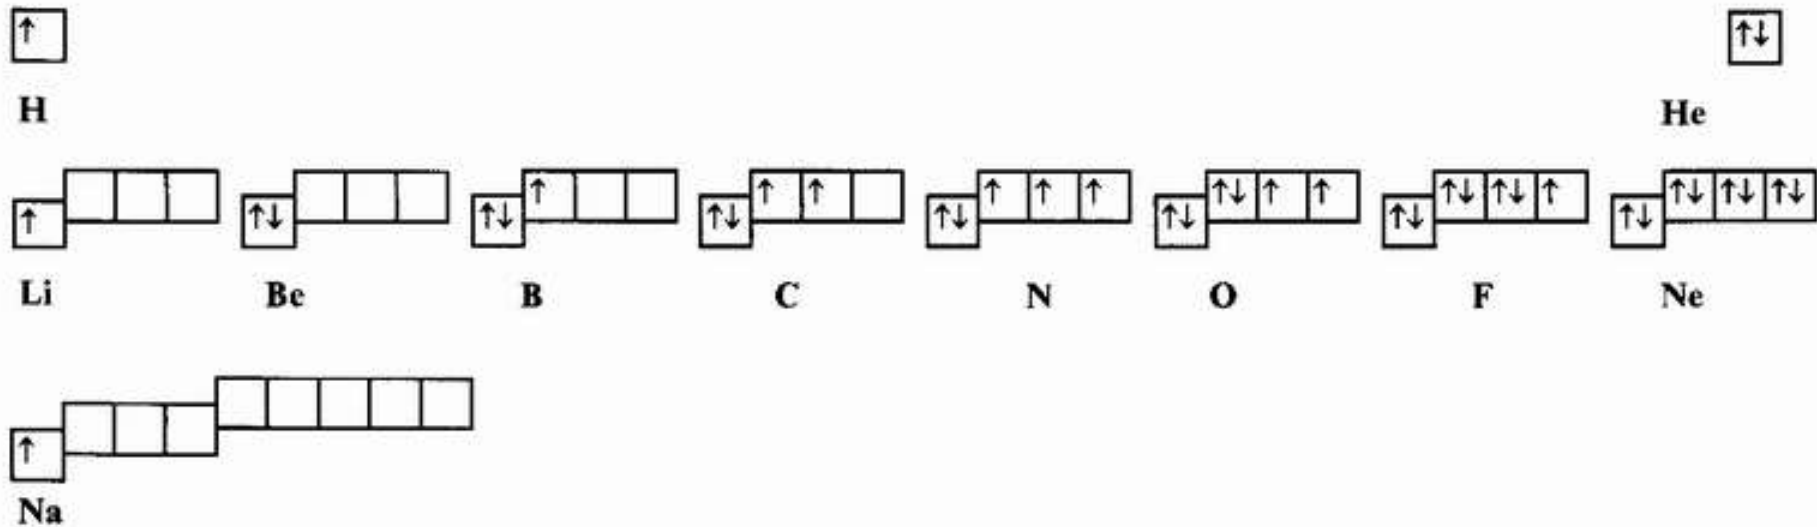 ↑ ↑↓
H He
↑ ↑↓ ↑↓ ↑ ↑↓ ↑ ↑ ↑↓ ↑ ↑ ↑ ↑↓ ↑↓ ↑ ↑ ↑↓ ↑↓ ↑↓ ↑ ↑↓ ↑↓ ↑↓ ↑↓
Li Be B C N O F Ne
↑
Na